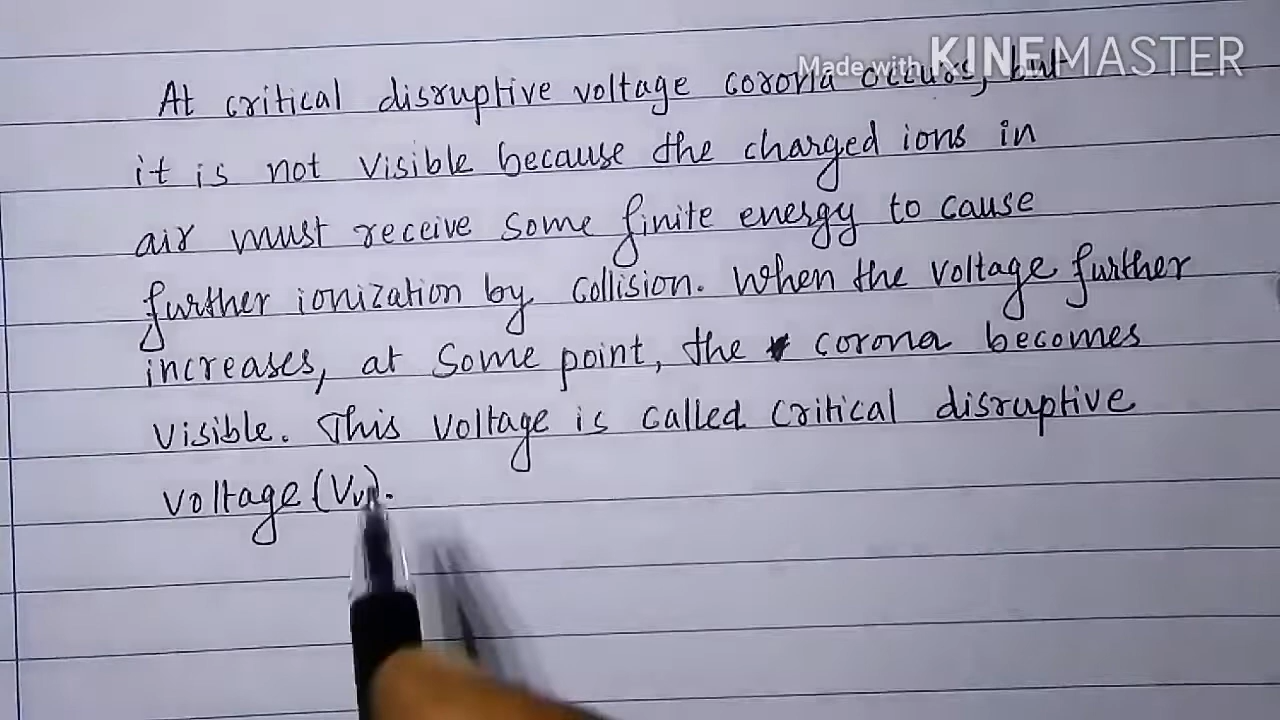 Made with KINEMASTER
At critical disruptive voltage corona occurs, but
it is not visible because the charged ions in
air must receive some finite energy to cause
further ionization by collision. When the voltage further
increases, at some point, the corona becomes
visible. This voltage is called critical disruptive
voltage (Vv).